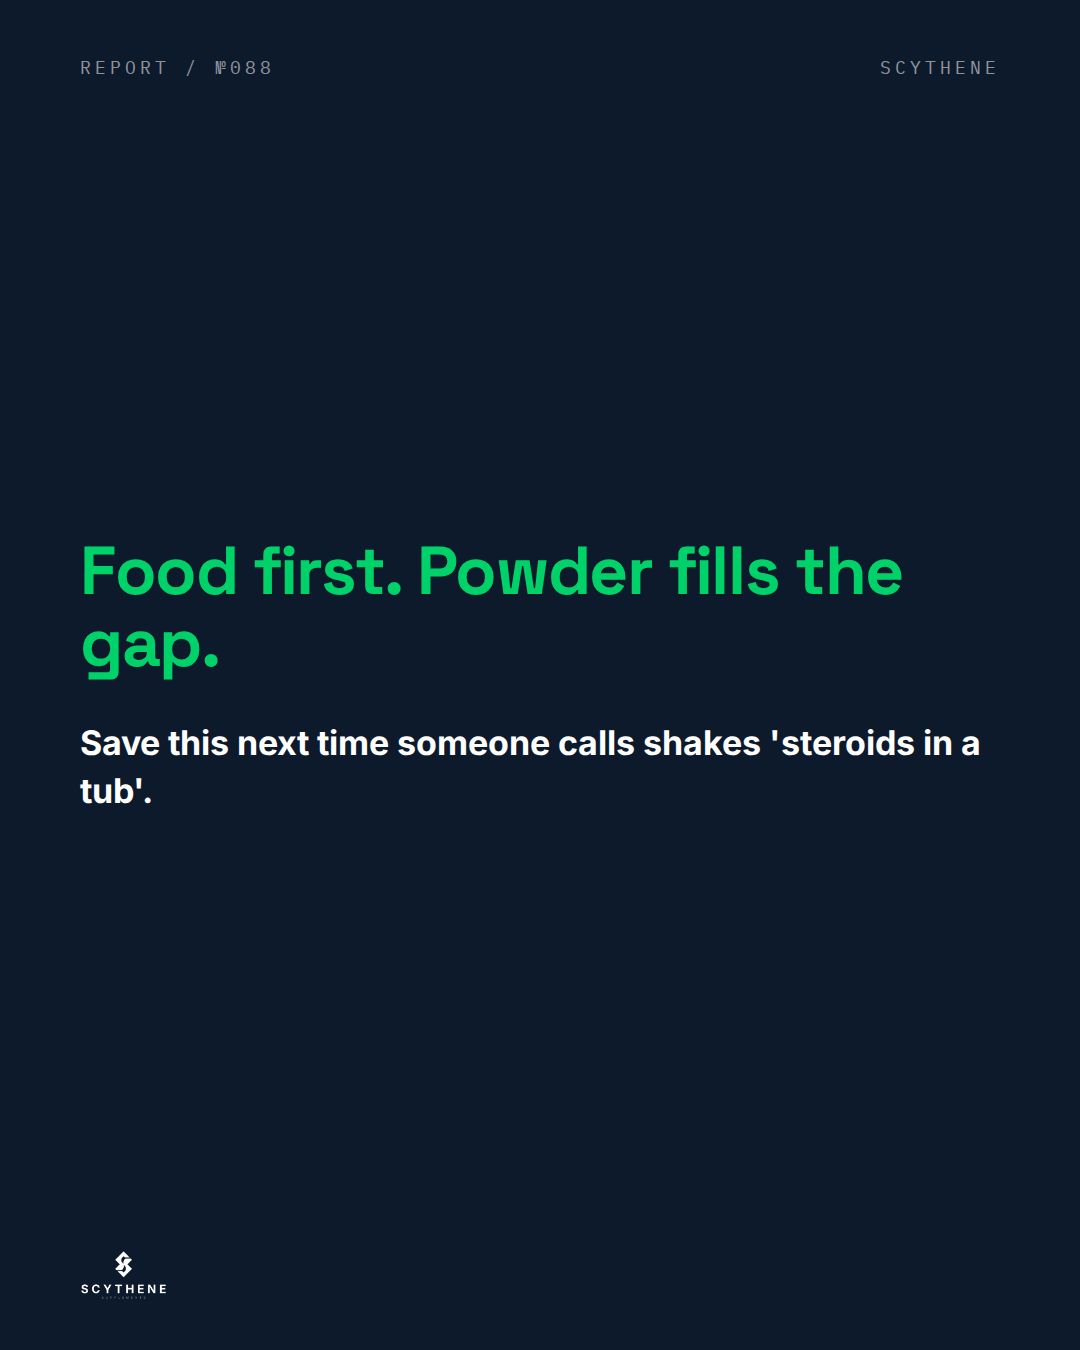 REPORT / №088
SCYTHENE
Food first. Powder fills the
gap.
Save this next time someone calls shakes 'steroids in a
tub'.
SCYTHENE